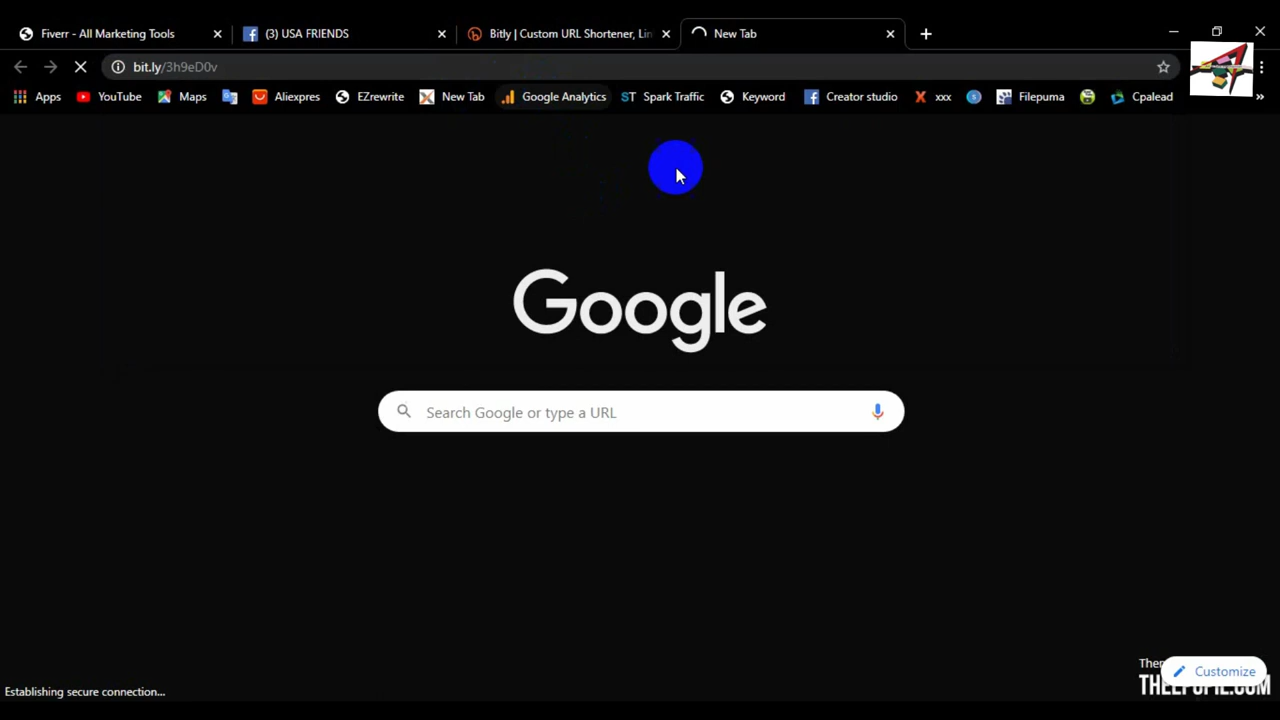 Fiverr - All Marketing Tools
(3) USA FRIENDS
Bitly | Custom URL Shortener, Lin
New Tab
bit.ly/3h9eD0v
Apps
YouTube
Maps
Aliexpres
EZrewrite
New Tab
Google Analytics
ST Spark Traffic
Keyword
Creator studio
xxx
Filepuma
Cpalead
»
Google
Search Google or type a URL
Customize
Establishing secure connection...